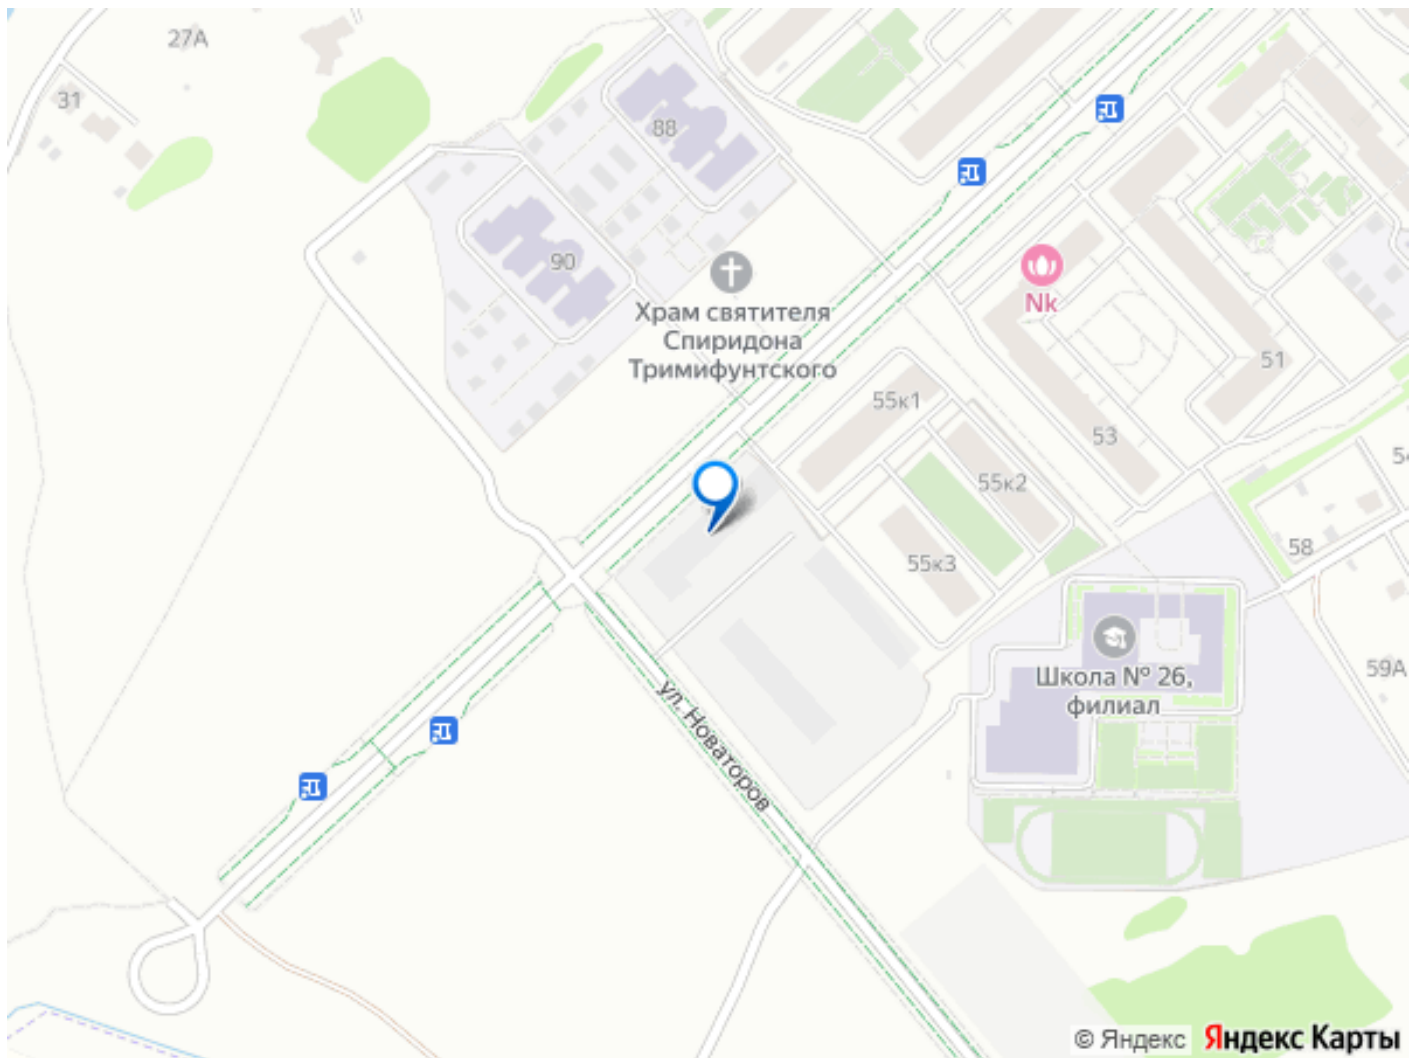 27А
31
88
90
Храм святителя
Спиридона
Тримифунтского
Nk
51
53
55к1
55к2
55к3
54
58
59А
Школа № 26,
филиал
ул. Новаторов
© Яндекс Яндекс Карты